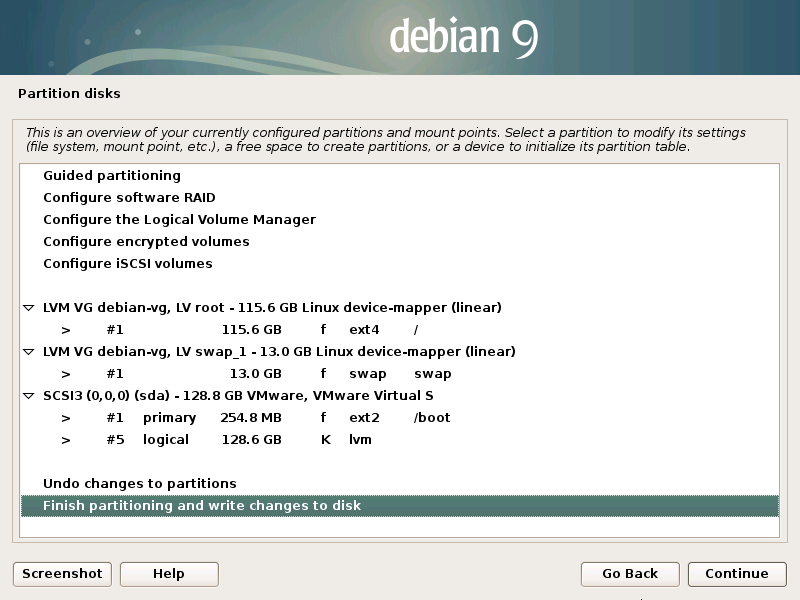 debian 9
Partition disks
This is an overview of your currently configured partitions and mount points. Select a partition to modify its settings
(file system, mount point, etc.), a free space to create partitions, or a device to initialize its partition table.
Guided partitioning
Configure software RAID
Configure the Logical Volume Manager
Configure encrypted volumes
Configure iSCSI volumes
LVM VG debian-vg, LV root - 115.6 GB Linux device-mapper (linear)
> #1 115.6 GB f ext4 /
LVM VG debian-vg, LV swap_1 - 13.0 GB Linux device-mapper (linear)
> #1 13.0 GB f swap swap
SCSI3 (0,0,0) (sda) - 128.8 GB VMware, VMware Virtual S
> #1 primary 254.8 MB f ext2 /boot
> #5 logical 128.6 GB K lvm
Undo changes to partitions
Finish partitioning and write changes to disk
Screenshot Help Go Back Continue